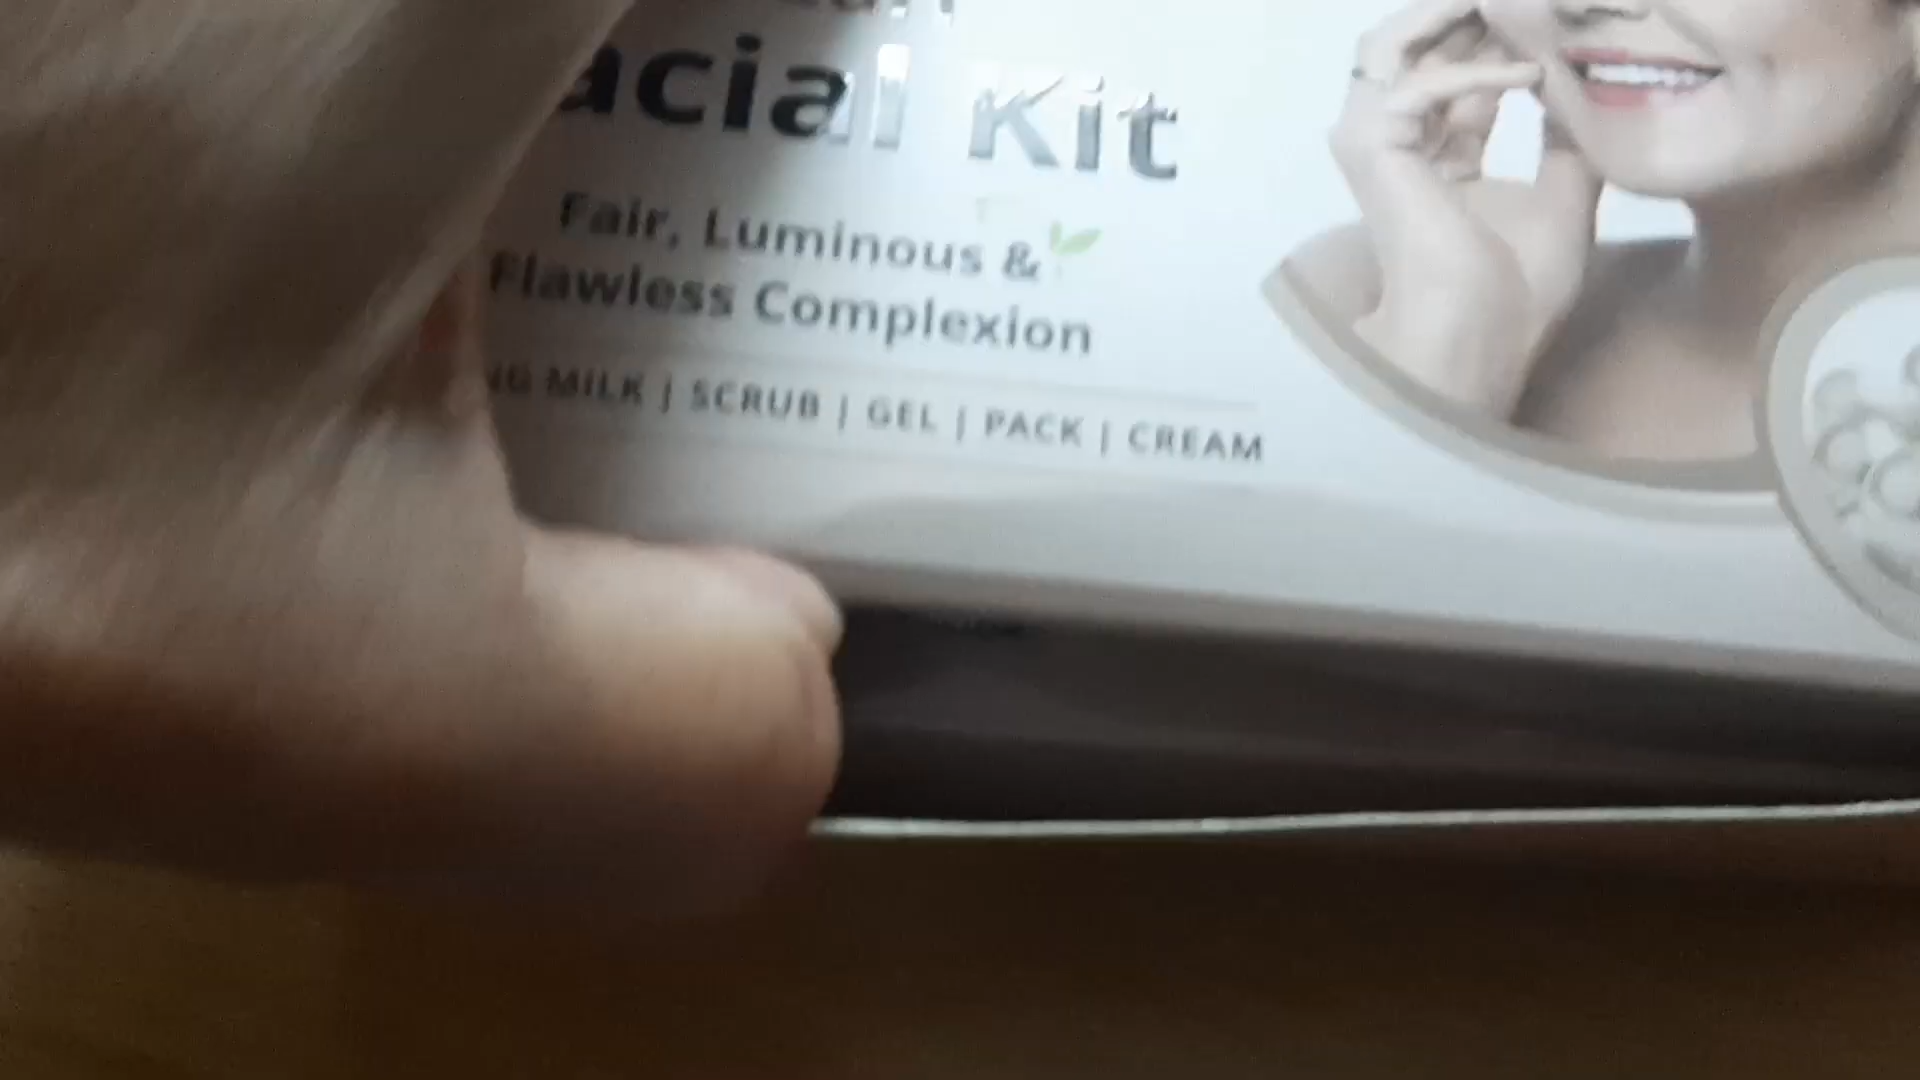 acial Kit
Fair, Luminous &
Flawless Complexion
MILK | SCRUB | GEL | PACK | CREAM